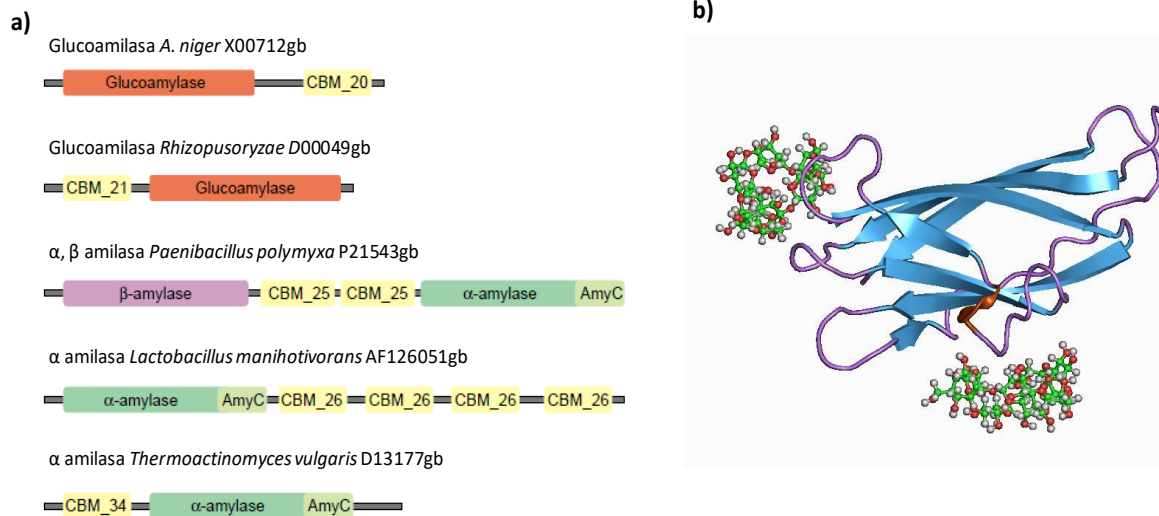 a)
Glucoamilasa A. niger X00712gb
Glucoamylase CBM_20
Glucoamilasa Rhizopusoryzae D00049gb
CBM_21 Glucoamylase
α, β amilasa Paenibacillus polymyxa P21543gb
β-amylase CBM_25 CBM_25 α-amylase AmyC
α amilasa Lactobacillus manihotivorans AF126051gb
α-amylase AmyC CBM_26 CBM_26 CBM_26 CBM_26
α amilasa Thermoactinomyces vulgaris D13177gb
CBM_34 α-amylase AmyC
b)